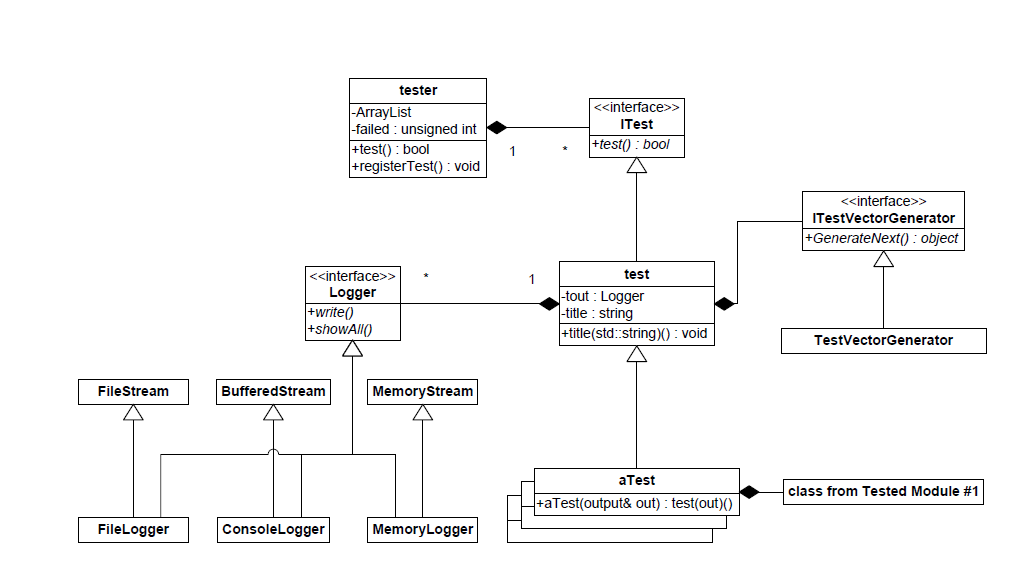 tester
-ArrayList
-failed : unsigned int
+test() : bool
+registerTest() : void
1
*
<<interface>>
ITest
+test() : bool
<<interface>>
ITestVectorGenerator
+GenerateNext() : object
<<interface>>
Logger
+write()
+showAll()
*
1
test
-tout : Logger
-title : string
+title(std::string)() : void
TestVectorGenerator
FileStream
BufferedStream
MemoryStream
aTest
+aTest(output& out) : test(out)()
class from Tested Module #1
FileLogger
ConsoleLogger
MemoryLogger